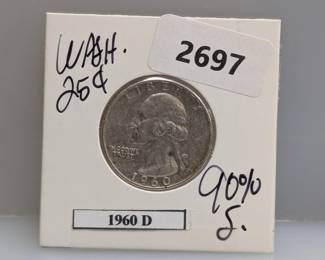 WASH.
25¢
2697
LIBERTY
IN GOD WE
TRUST
1960
90%
S.
1960 D